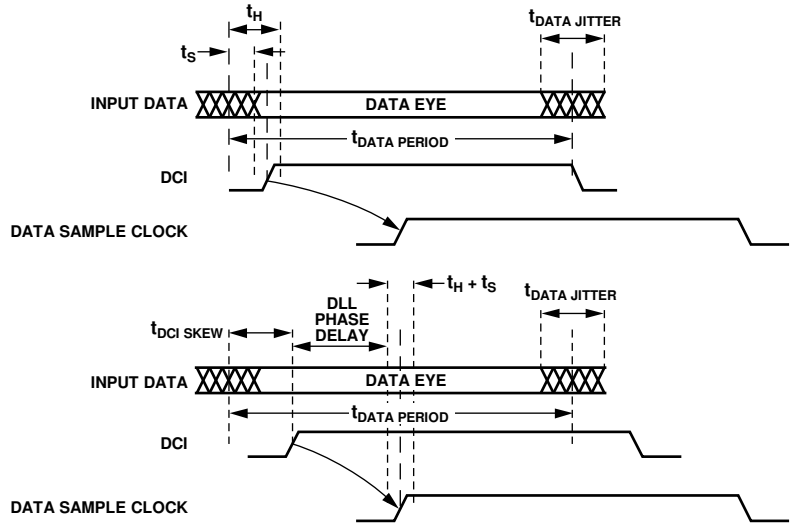 tH
tDATA JITTER
tS
INPUT DATA
DATA EYE
tDATA PERIOD
DCI
DATA SAMPLE CLOCK
tH + tS
DLL
PHASE
DELAY
tDATA JITTER
tDCI SKEW
INPUT DATA
DATA EYE
tDATA PERIOD
DCI
DATA SAMPLE CLOCK